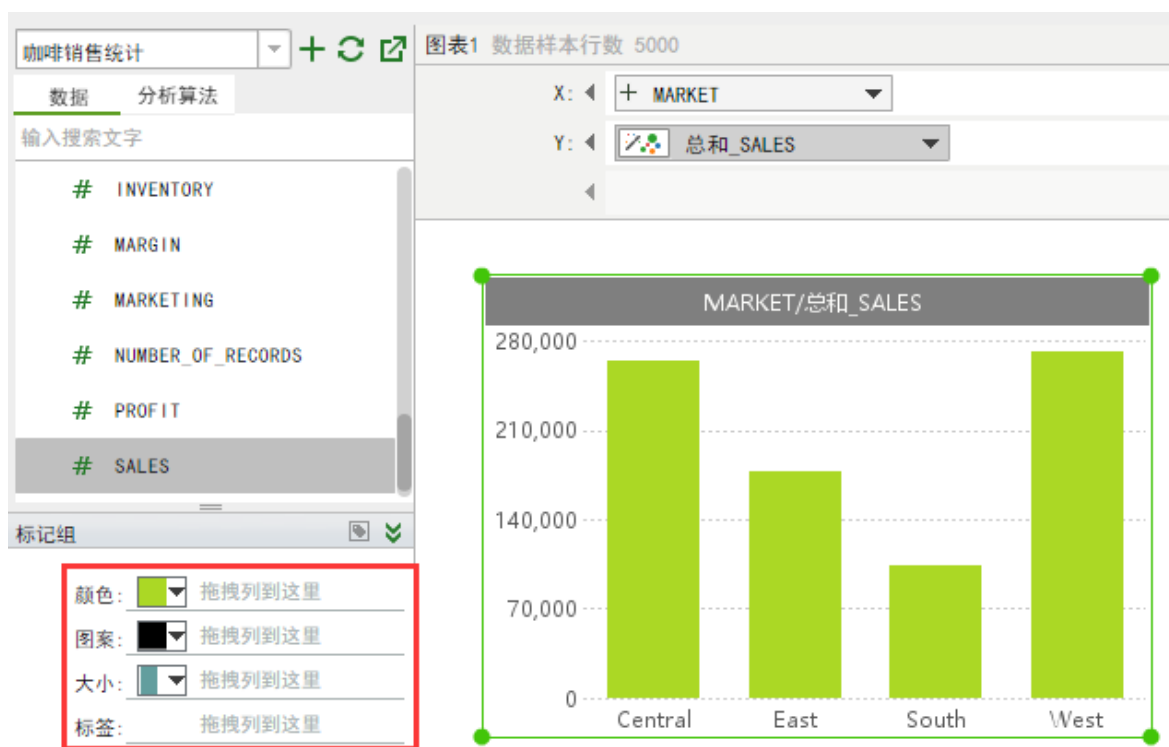 咖啡销售统计
数据 分析算法
输入搜索文字
# INVENTORY
# MARGIN
# MARKETING
# NUMBER_OF_RECORDS
# PROFIT
# SALES
标记组
颜色: 拖拽列到这里
图案: 拖拽列到这里
大小: 拖拽列到这里
标签: 拖拽列到这里
图表1 数据样本行数 5000
X: MARKET
Y: 总和_SALES
MARKET/总和_SALES
280,000
210,000
140,000
70,000
0
Central East South West